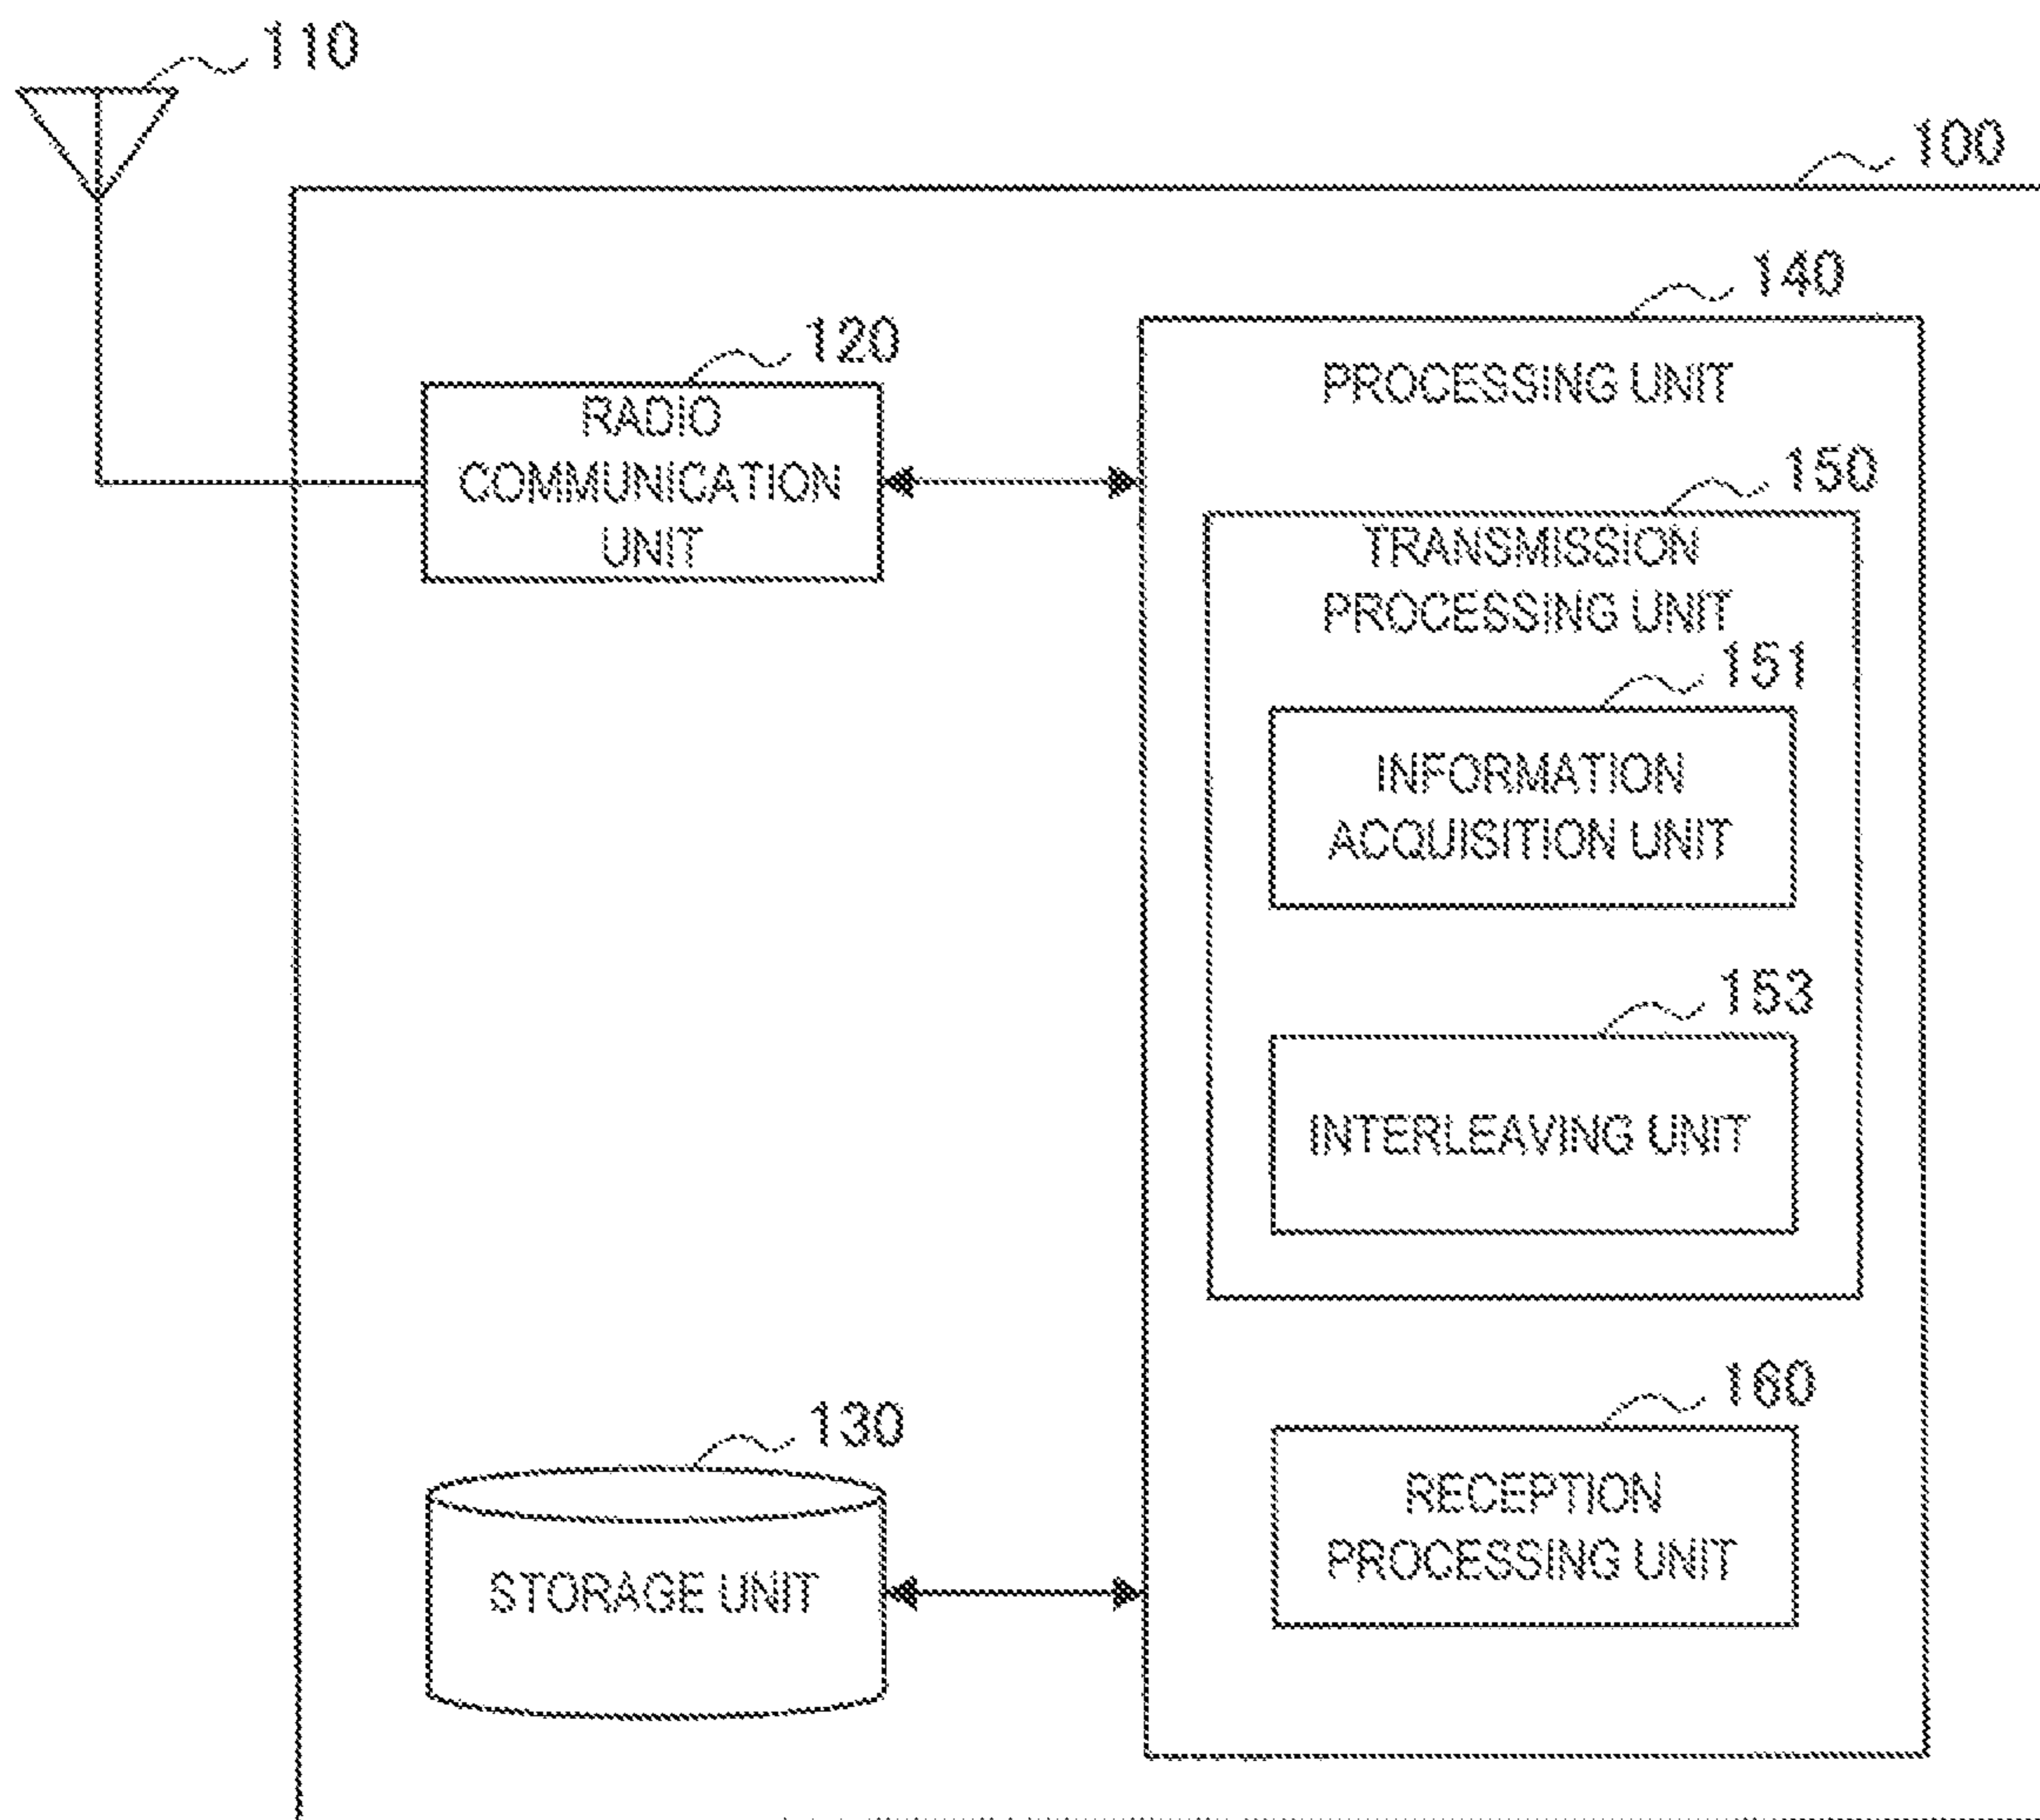 110
100
140
120
PROCESSING UNIT
RADIO
COMMUNICATION
UNIT
150
TRANSMISSION
PROCESSING UNIT
151
INFORMATION
ACQUISITION UNIT
153
INTERLEAVING UNIT
160
130
RECEPTION
PROCESSING UNIT
STORAGE UNIT